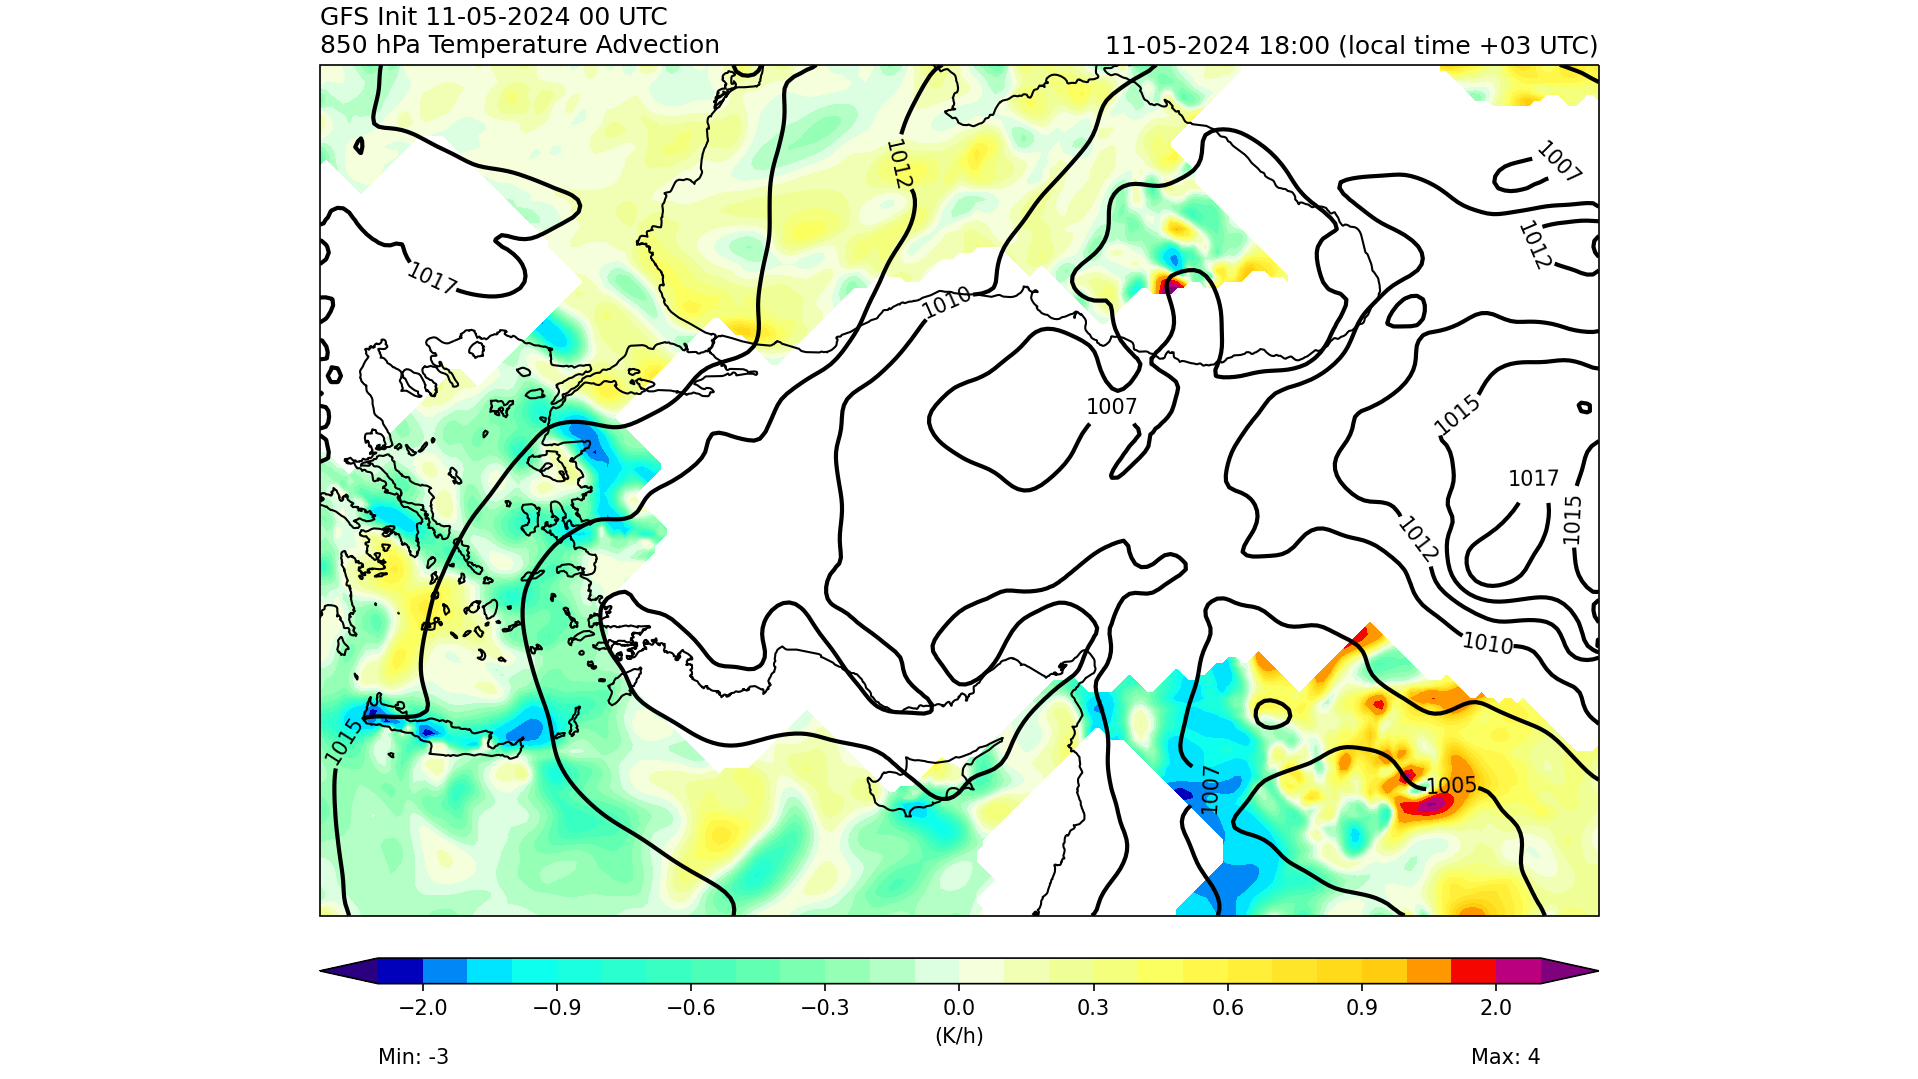 GFS Init 11-05-2024 00 UTC
850 hPa Temperature Advection
11-05-2024 18:00 (local time +03 UTC)
1012
1007
1012
1017
1010
1007
1015
1017
1015
1012
1010
1015
1007
1005
−2.0 −0.9 −0.6 −0.3 0.0 0.3 0.6 0.9 2.0
(K/h)
Min: -3
Max: 4